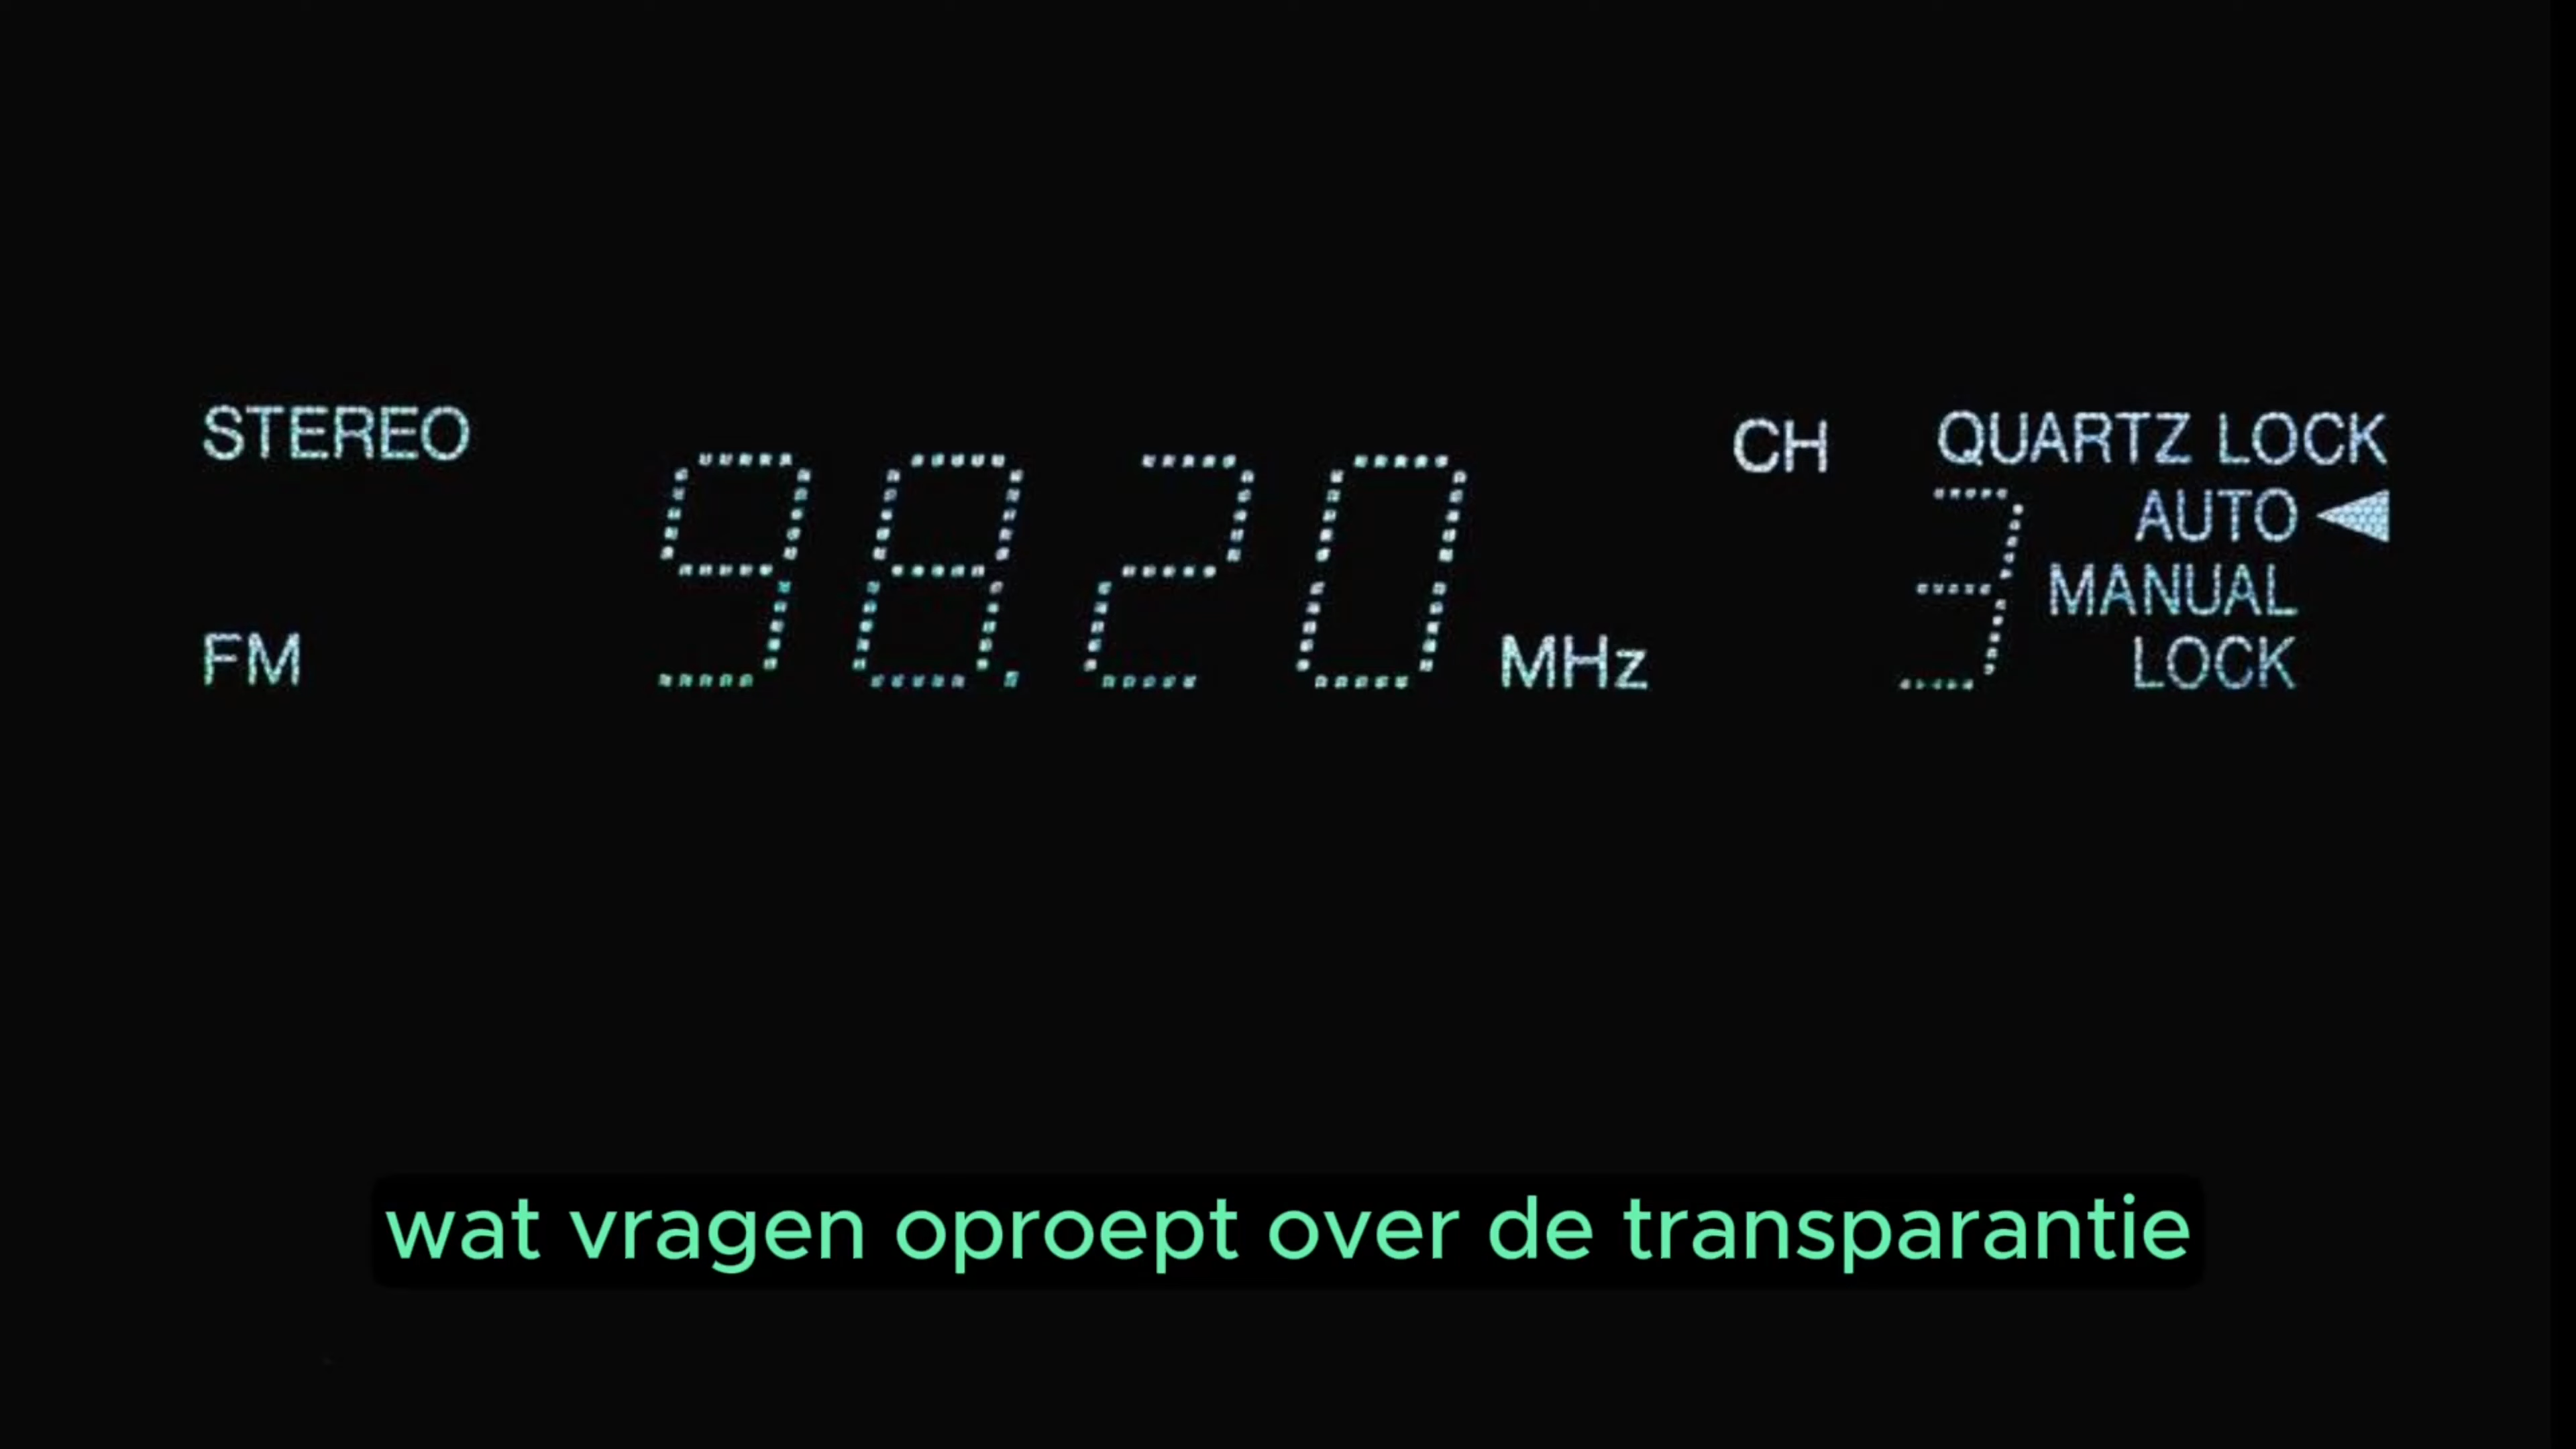 STEREO
FM
98.20 MHz
CH 3
QUARTZ LOCK
AUTO
MANUAL
LOCK
wat vragen oproept over de transparantie